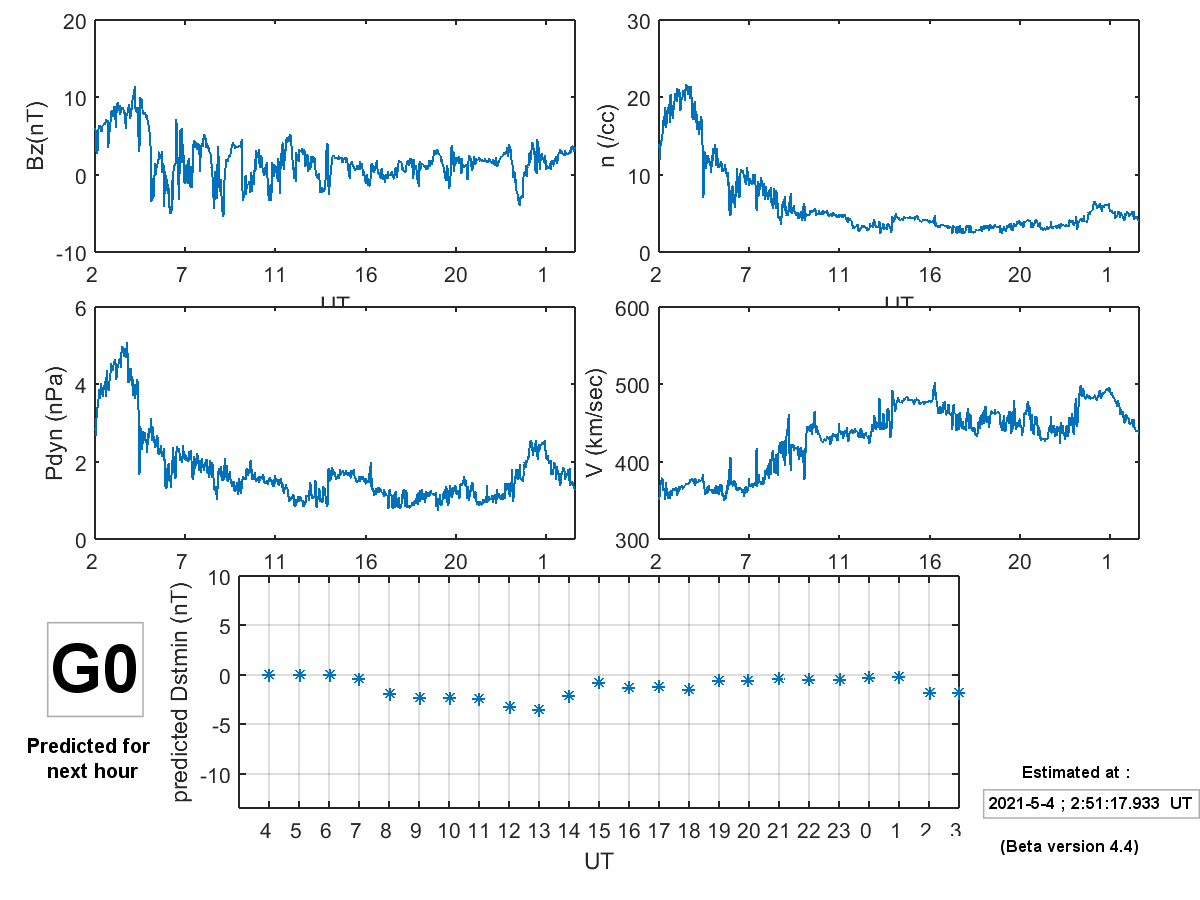 20
10
0
-10
Bz(nT)
2 7 11 16 20 1
UT
30
20
10
0
n (/cc)
2 7 11 16 20 1
UT
6
4
2
0
Pdyn (nPa)
2 7 11 16 20 1
600
500
400
300
V (km/sec)
2 7 11 16 20 1
10
5
0
-5
-10
predicted Dstmin (nT)
4 5 6 7 8 9 10 11 12 13 14 15 16 17 18 19 20 21 22 23 0 1 2 3
UT
G0
Predicted for
next hour
Estimated at :
2021-5-4 ; 2:51:17.933 UT
(Beta version 4.4)